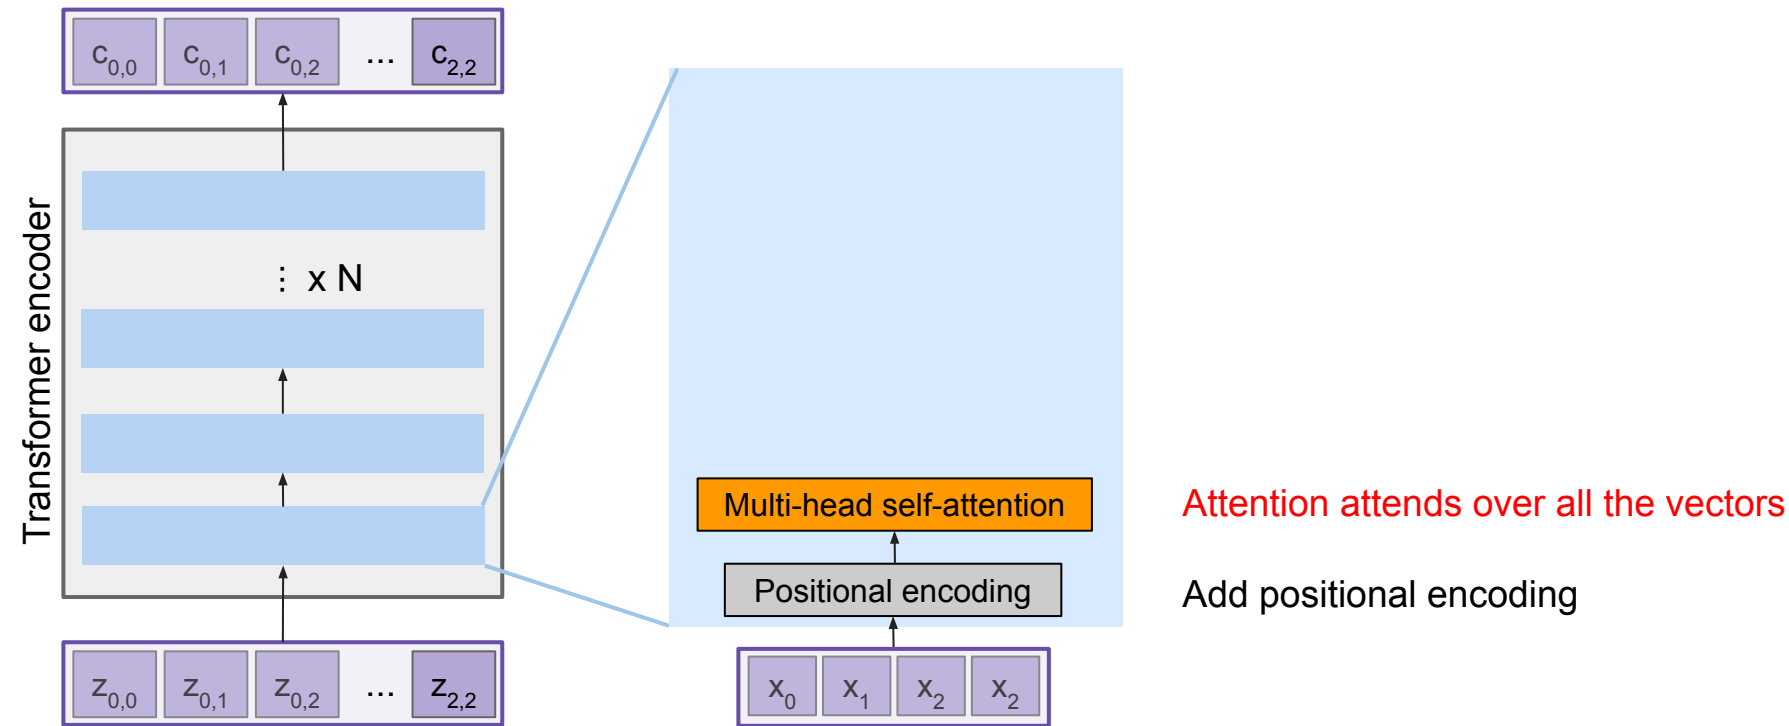 c0,0 c0,1 c0,2 ... c2,2
Transformer encoder
⋮ x N
z0,0 z0,1 z0,2 ... z2,2
Multi-head self-attention
Positional encoding
x0 x1 x2 x2
Attention attends over all the vectors
Add positional encoding